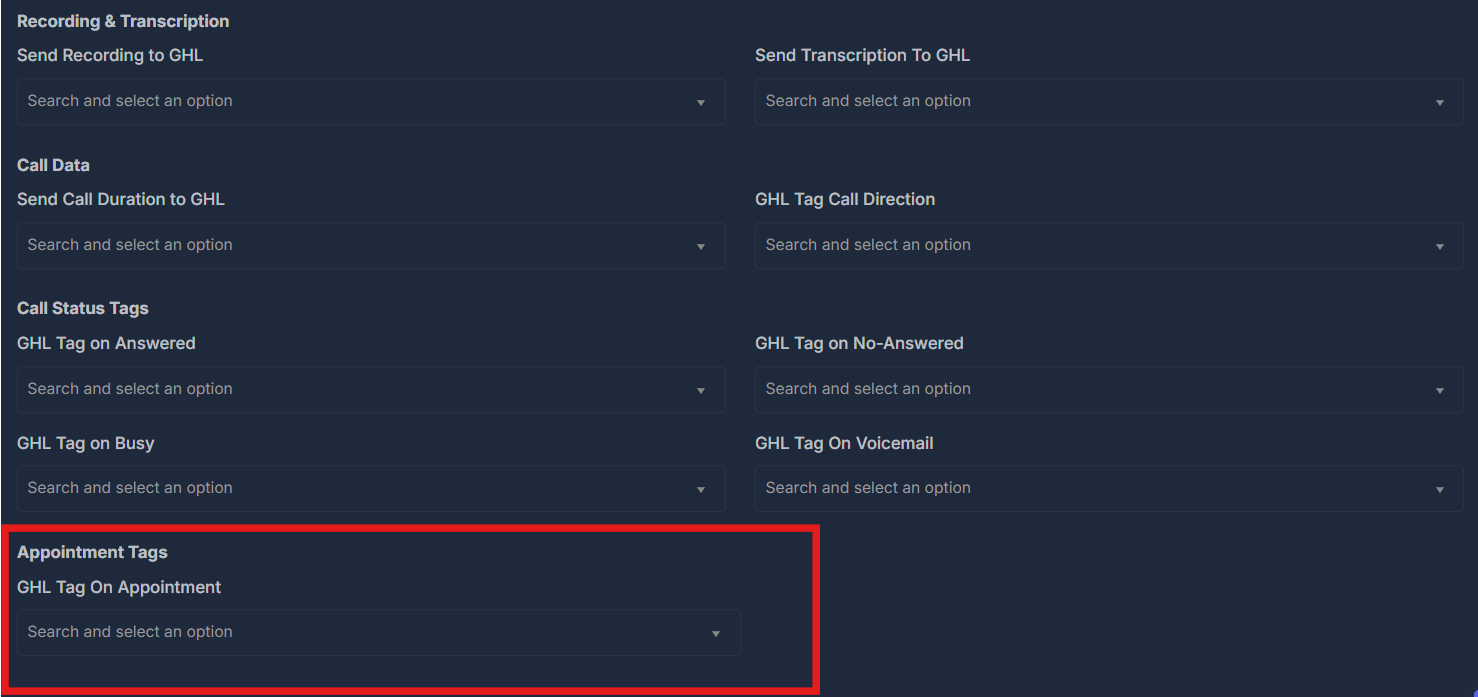 Recording & Transcription
Send Recording to GHL
Send Transcription To GHL
Search and select an option
Search and select an option
Call Data
Send Call Duration to GHL
GHL Tag Call Direction
Search and select an option
Search and select an option
Call Status Tags
GHL Tag on Answered
GHL Tag on No-Answered
Search and select an option
Search and select an option
GHL Tag on Busy
GHL Tag On Voicemail
Search and select an option
Search and select an option
Appointment Tags
GHL Tag On Appointment
Search and select an option